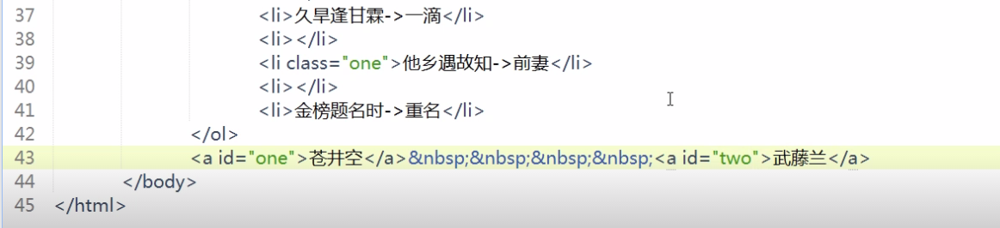 37 <li>久旱逢甘霖->一滴</li>
38 <li></li>
39 <li class="one">他乡遇故知->前妻</li>
40 <li></li>
41 <li>金榜题名时->重名</li>
42 </ol>
43 <a id="one">苍井空</a>&nbsp;&nbsp;&nbsp;&nbsp;<a id="two">武藤兰</a>
44 </body>
45 </html>